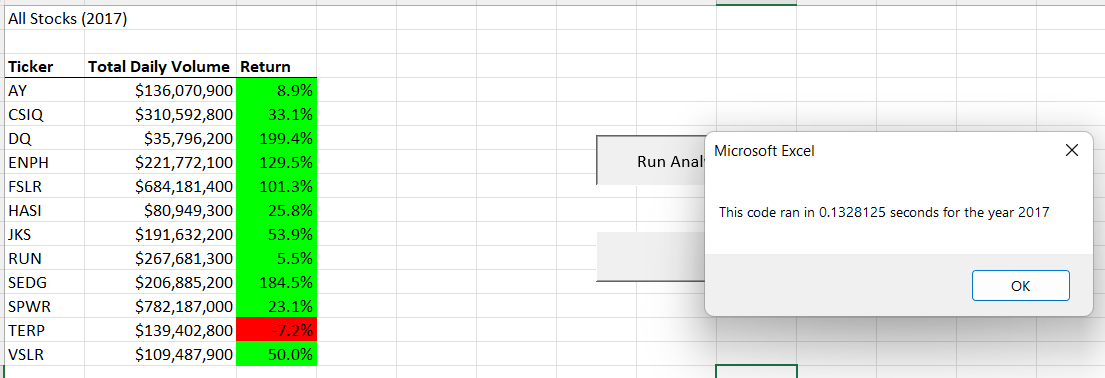 All Stocks (2017)
Ticker Total Daily Volume Return
AY $136,070,900 8.9%
CSIQ $310,592,800 33.1%
DQ $35,796,200 199.4%
ENPH $221,772,100 129.5%
FSLR $684,181,400 101.3%
HASI $80,949,300 25.8%
JKS $191,632,200 53.9%
RUN $267,681,300 5.5%
SEDG $206,885,200 184.5%
SPWR $782,187,000 23.1%
TERP $139,402,800 -7.2%
VSLR $109,487,900 50.0%
Run Anal
Microsoft Excel
This code ran in 0.1328125 seconds for the year 2017
OK